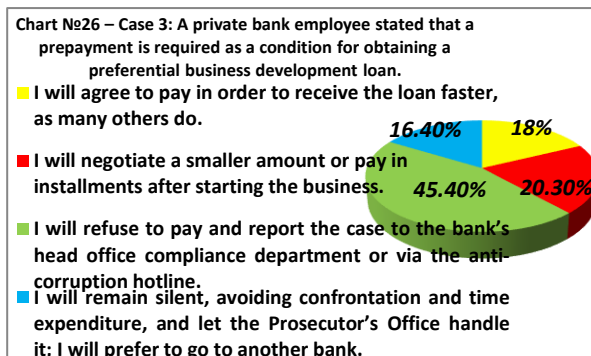 Chart №26 – Case 3: A private bank employee stated that a
prepayment is required as a condition for obtaining a
preferential business development loan.
I will agree to pay in order to receive the loan faster,
as many others do.
I will negotiate a smaller amount or pay in
installments after starting the business.
I will refuse to pay and report the case to the bank's
head office compliance department or via the anti-
corruption hotline.
I will remain silent, avoiding confrontation and time
expenditure, and let the Prosecutor's Office handle
it; I will prefer to go to another bank.
16.40%
18%
45.40%
20.30%